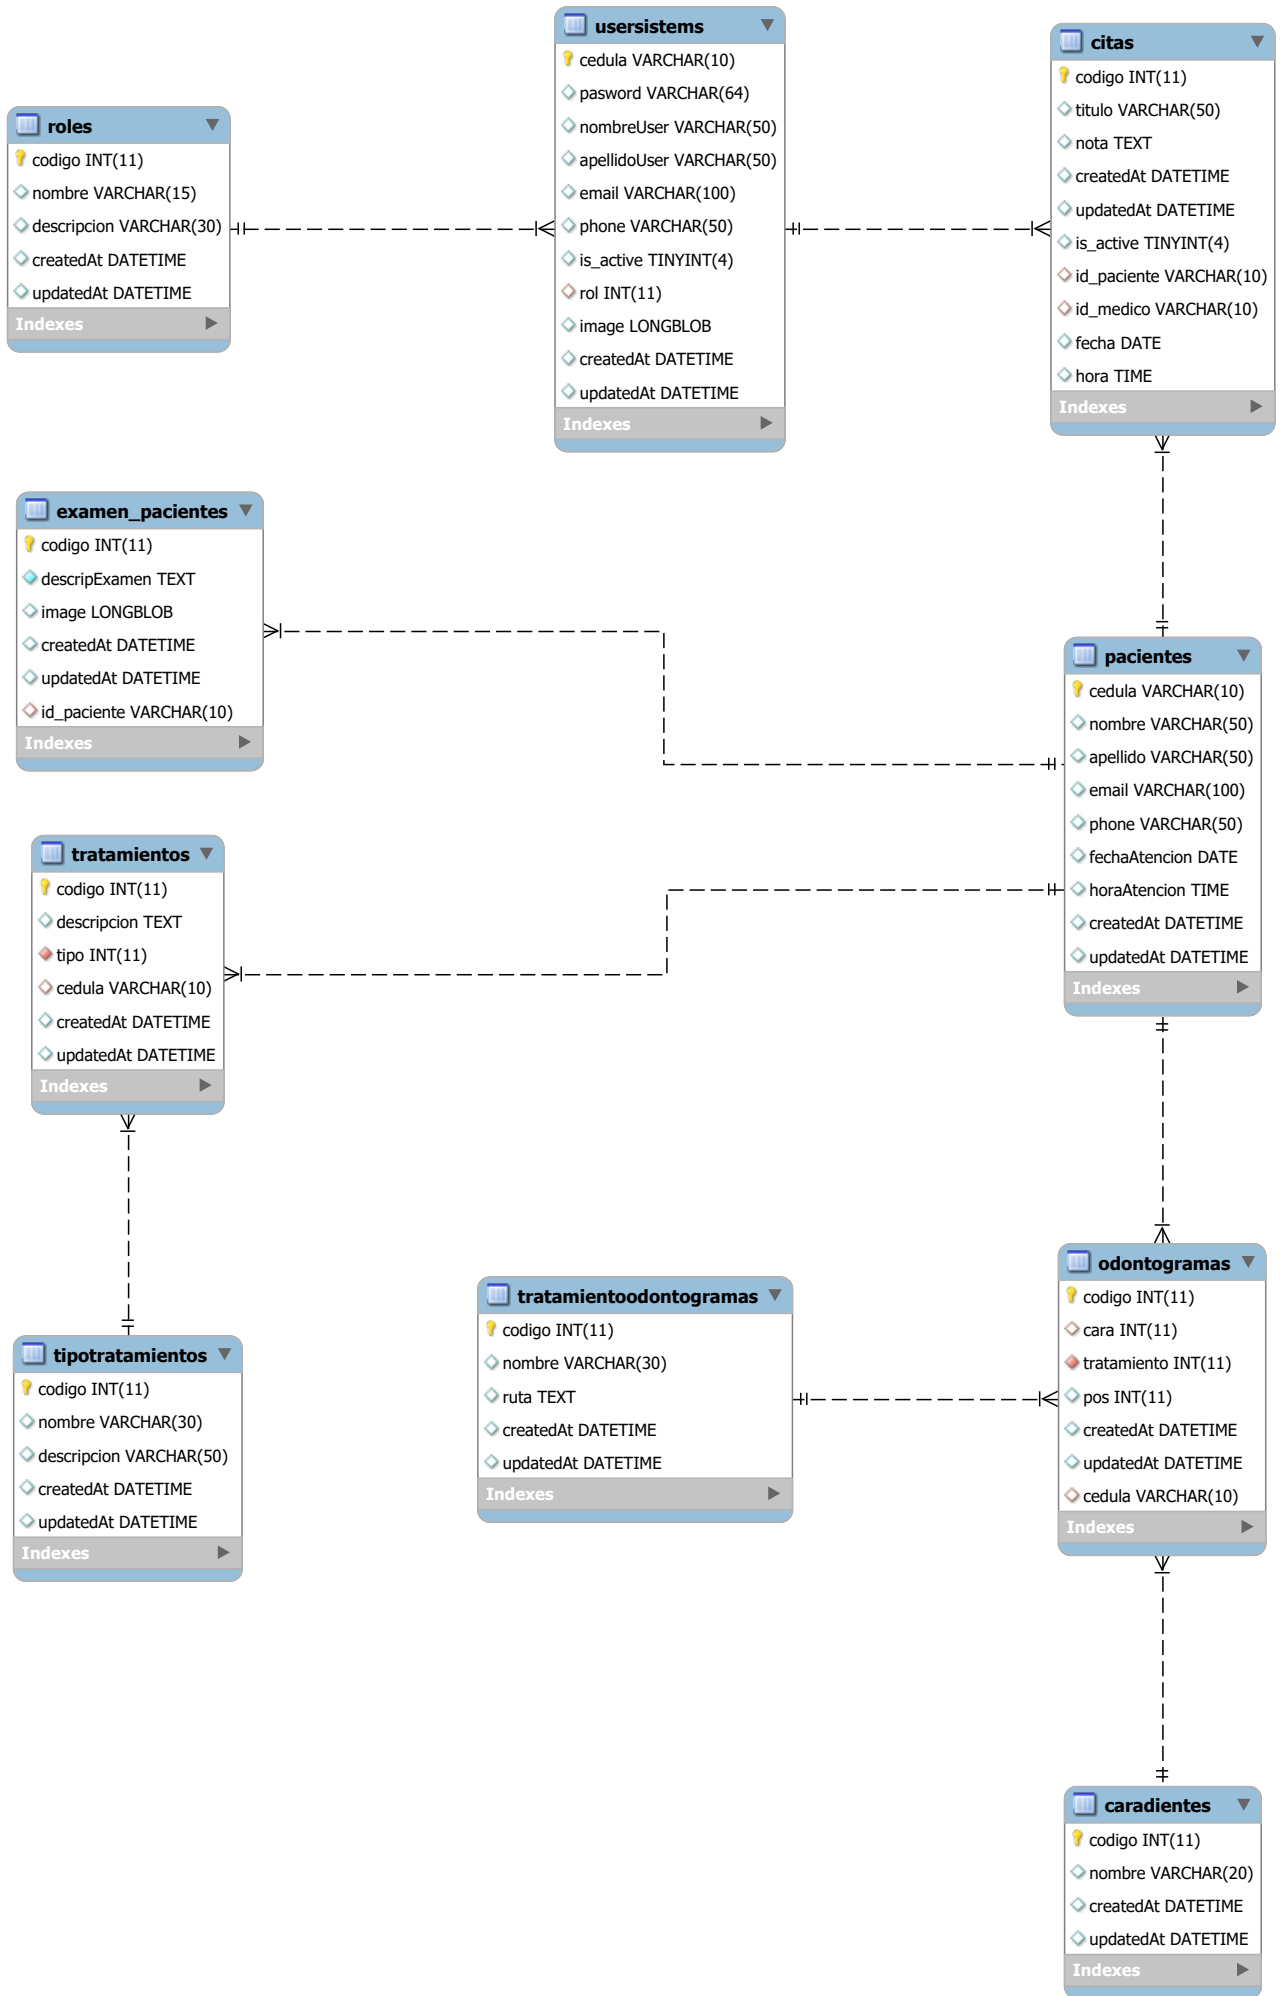 usersistems
cedula VARCHAR(10)
pasword VARCHAR(64)
nombreUser VARCHAR(50)
apellidoUser VARCHAR(50)
email VARCHAR(100)
phone VARCHAR(50)
is_active TINYINT(4)
rol INT(11)
image LONGBLOB
createdAt DATETIME
updatedAt DATETIME
Indexes
citas
codigo INT(11)
titulo VARCHAR(50)
nota TEXT
createdAt DATETIME
updatedAt DATETIME
is_active TINYINT(4)
id_paciente VARCHAR(10)
id_medico VARCHAR(10)
fecha DATE
hora TIME
Indexes
roles
codigo INT(11)
nombre VARCHAR(15)
descripcion VARCHAR(30)
createdAt DATETIME
updatedAt DATETIME
Indexes
examen_pacientes
codigo INT(11)
descripExamen TEXT
image LONGBLOB
createdAt DATETIME
updatedAt DATETIME
id_paciente VARCHAR(10)
Indexes
pacientes
cedula VARCHAR(10)
nombre VARCHAR(50)
apellido VARCHAR(50)
email VARCHAR(100)
phone VARCHAR(50)
fechaAtencion DATE
horaAtencion TIME
createdAt DATETIME
updatedAt DATETIME
Indexes
tratamientos
codigo INT(11)
descripcion TEXT
tipo INT(11)
cedula VARCHAR(10)
createdAt DATETIME
updatedAt DATETIME
Indexes
odontogramas
codigo INT(11)
cara INT(11)
tratamiento INT(11)
pos INT(11)
createdAt DATETIME
updatedAt DATETIME
cedula VARCHAR(10)
Indexes
tratamientoodontogramas
codigo INT(11)
nombre VARCHAR(30)
ruta TEXT
createdAt DATETIME
updatedAt DATETIME
Indexes
tipotratamientos
codigo INT(11)
nombre VARCHAR(30)
descripcion VARCHAR(50)
createdAt DATETIME
updatedAt DATETIME
Indexes
caradientes
codigo INT(11)
nombre VARCHAR(20)
createdAt DATETIME
updatedAt DATETIME
Indexes